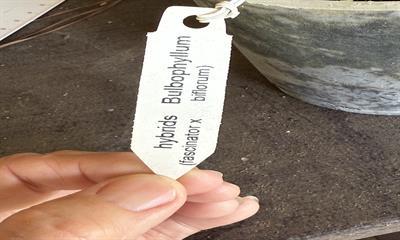 hybrids Bulbophyllum
(fascinator x biflorum)